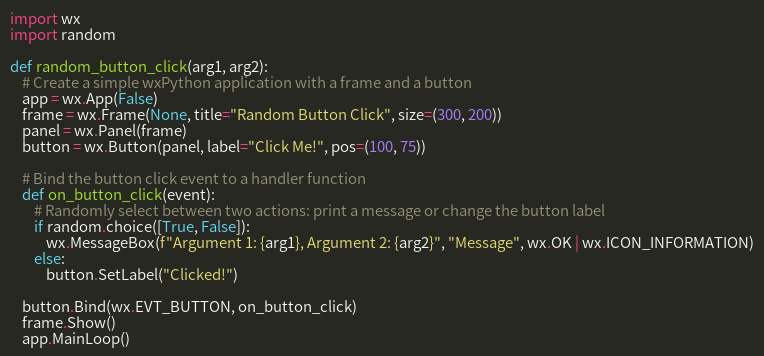 import wx
import random

def random_button_click(arg1, arg2):
    # Create a simple wxPython application with a frame and a button
    app = wx.App(False)
    frame = wx.Frame(None, title="Random Button Click", size=(300, 200))
    panel = wx.Panel(frame)
    button = wx.Button(panel, label="Click Me!", pos=(100, 75))

    # Bind the button click event to a handler function
    def on_button_click(event):
        # Randomly select between two actions: print a message or change the button label
        if random.choice([True, False]):
            wx.MessageBox(f"Argument 1: {arg1}, Argument 2: {arg2}", "Message", wx.OK | wx.ICON_INFORMATION)
        else:
            button.SetLabel("Clicked!")

    button.Bind(wx.EVT_BUTTON, on_button_click)
    frame.Show()
    app.MainLoop()